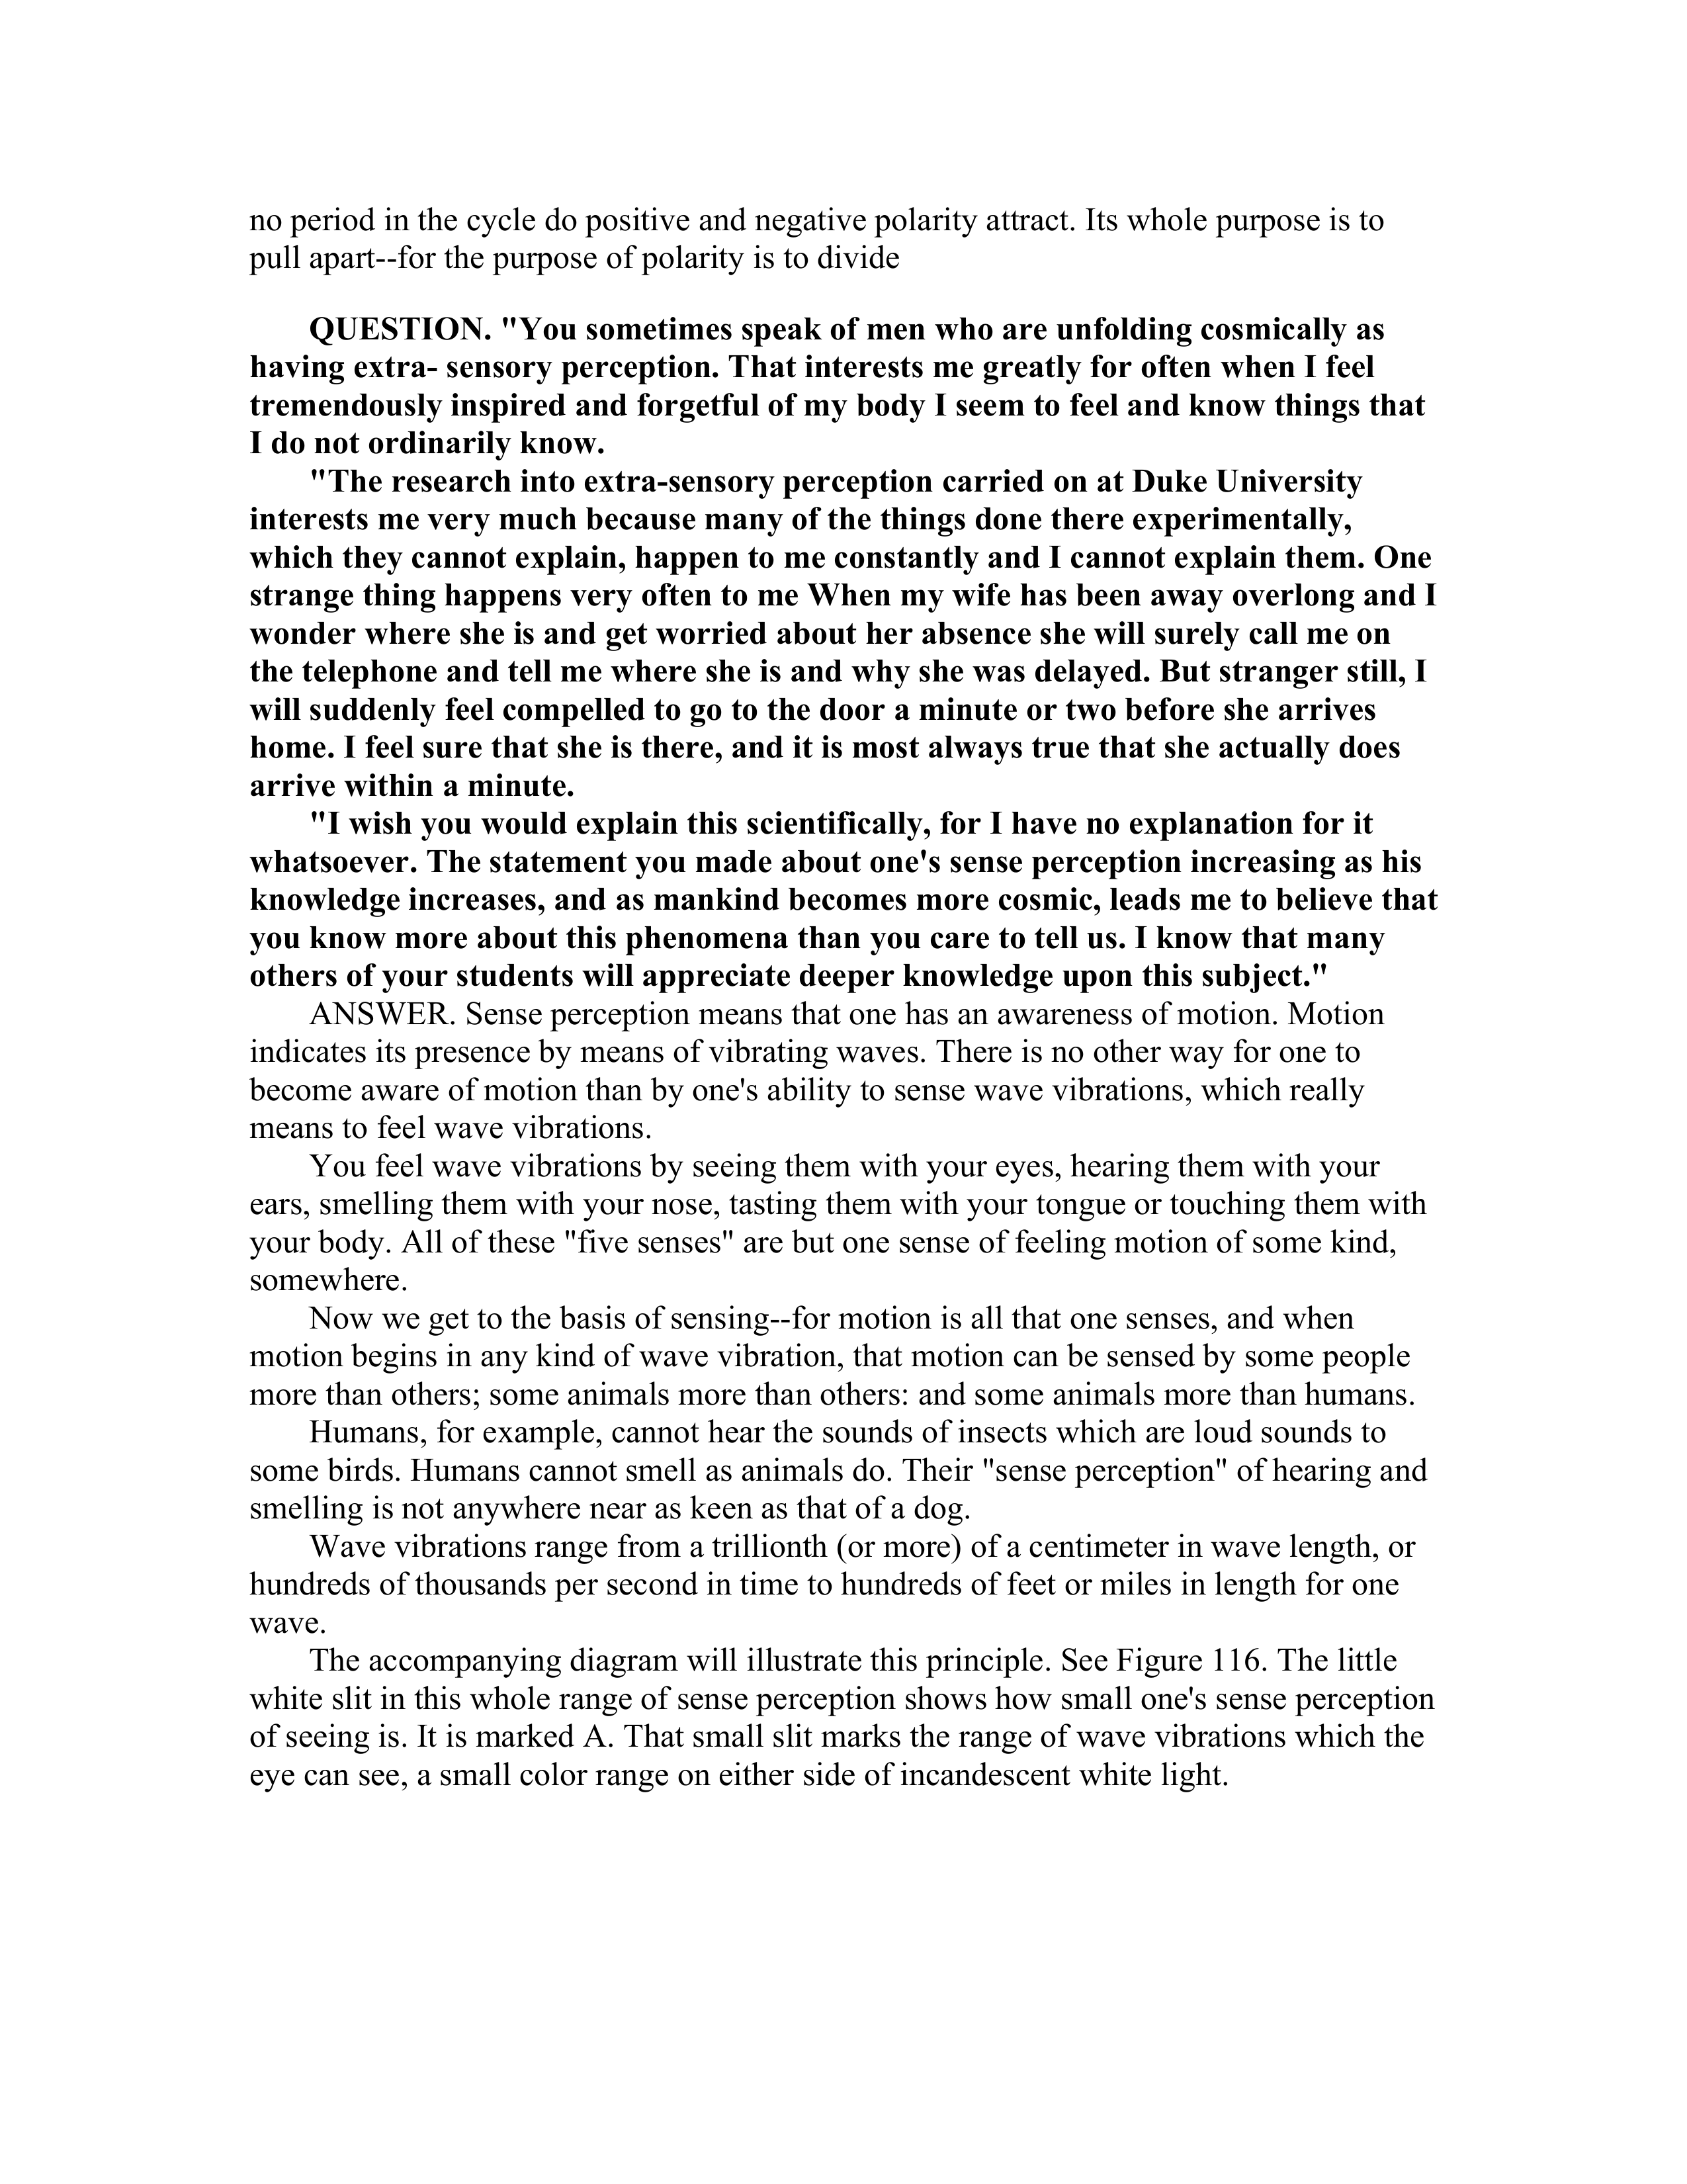 no period in the cycle do positive and negative polarity attract. Its whole purpose is to
pull apart--for the purpose of polarity is to divide
QUESTION. "You sometimes speak of men who are unfolding cosmically as
having extra- sensory perception. That interests me greatly for often when I feel
tremendously inspired and forgetful of my body I seem to feel and know things that
I do not ordinarily know.
"The research into extra-sensory perception carried on at Duke University
interests me very much because many of the things done there experimentally,
which they cannot explain, happen to me constantly and I cannot explain them. One
strange thing happens very often to me When my wife has been away overlong and I
wonder where she is and get worried about her absence she will surely call me on
the telephone and tell me where she is and why she was delayed. But stranger still, I
will suddenly feel compelled to go to the door a minute or two before she arrives
home. I feel sure that she is there, and it is most always true that she actually does
arrive within a minute.
"I wish you would explain this scientifically, for I have no explanation for it
whatsoever. The statement you made about one's sense perception increasing as his
knowledge increases, and as mankind becomes more cosmic, leads me to believe that
you know more about this phenomena than you care to tell us. I know that many
others of your students will appreciate deeper knowledge upon this subject."
ANSWER. Sense perception means that one has an awareness of motion. Motion
indicates its presence by means of vibrating waves. There is no other way for one to
become aware of motion than by one's ability to sense wave vibrations, which really
means to feel wave vibrations.
You feel wave vibrations by seeing them with your eyes, hearing them with your
ears, smelling them with your nose, tasting them with your tongue or touching them with
your body. All of these "five senses" are but one sense of feeling motion of some kind,
somewhere.
Now we get to the basis of sensing--for motion is all that one senses, and when
motion begins in any kind of wave vibration, that motion can be sensed by some people
more than others; some animals more than others: and some animals more than humans.
Humans, for example, cannot hear the sounds of insects which are loud sounds to
some birds. Humans cannot smell as animals do. Their "sense perception" of hearing and
smelling is not anywhere near as keen as that of a dog.
Wave vibrations range from a trillionth (or more) of a centimeter in wave length, or
hundreds of thousands per second in time to hundreds of feet or miles in length for one
wave.
The accompanying diagram will illustrate this principle. See Figure 116. The little
white slit in this whole range of sense perception shows how small one's sense perception
of seeing is. It is marked A. That small slit marks the range of wave vibrations which the
eye can see, a small color range on either side of incandescent white light.